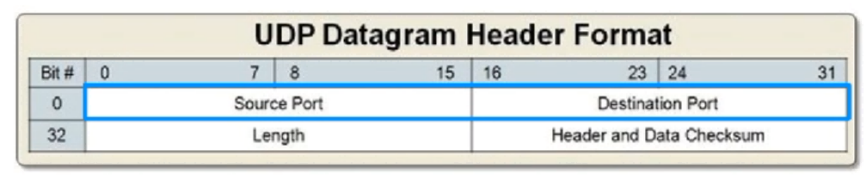 UDP Datagram Header Format
Bit # 0 7 8 15 16 23 24 31
0 Source Port Destination Port
32 Length Header and Data Checksum